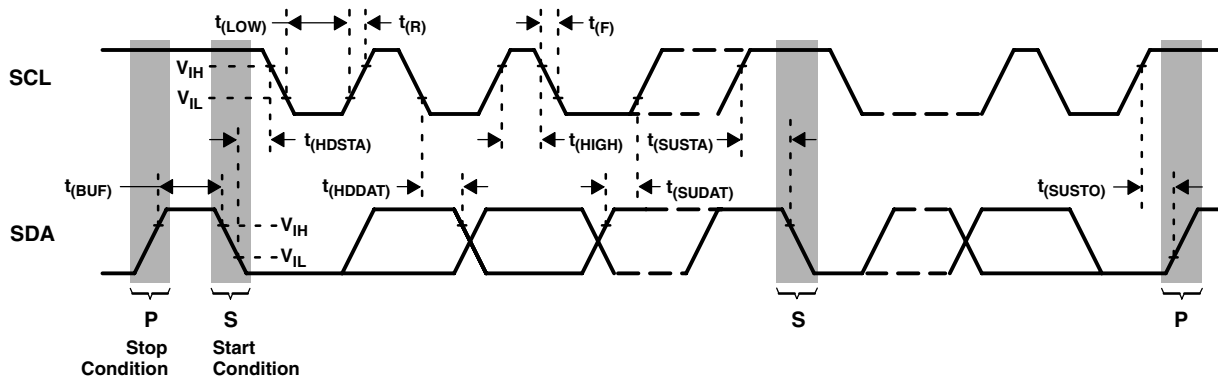 t(LOW) t(R) t(F)
SCL
VIH
VIL
t(HDSTA) t(HIGH) t(SUSTA)
t(BUF) t(HDDAT) t(SUDAT) t(SUSTO)
SDA
VIH
VIL
P S S P
Stop Condition
Start Condition